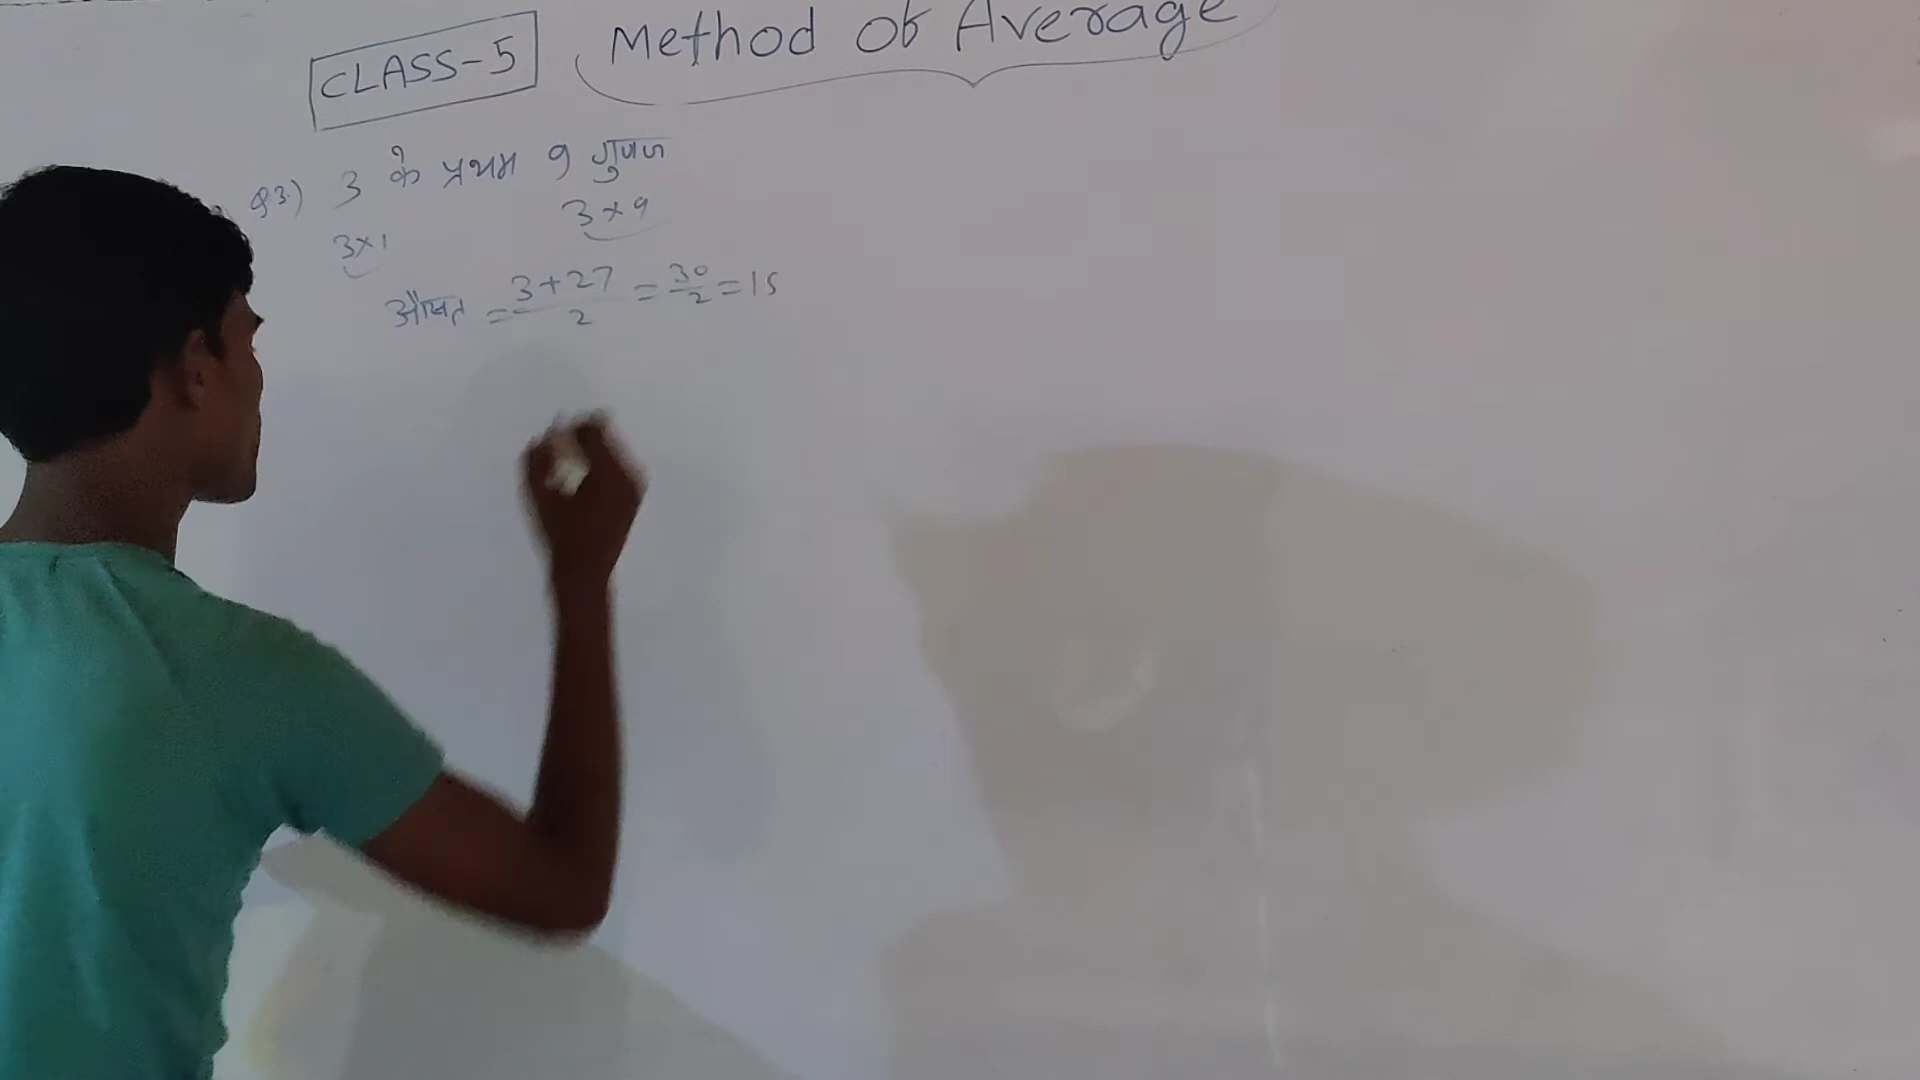 CLASS-5 Method of Average
Q3.) 3 के प्रथम 9 गुणज
3×1 3×9
औसत = 3+27/2 = 30/2 = 15